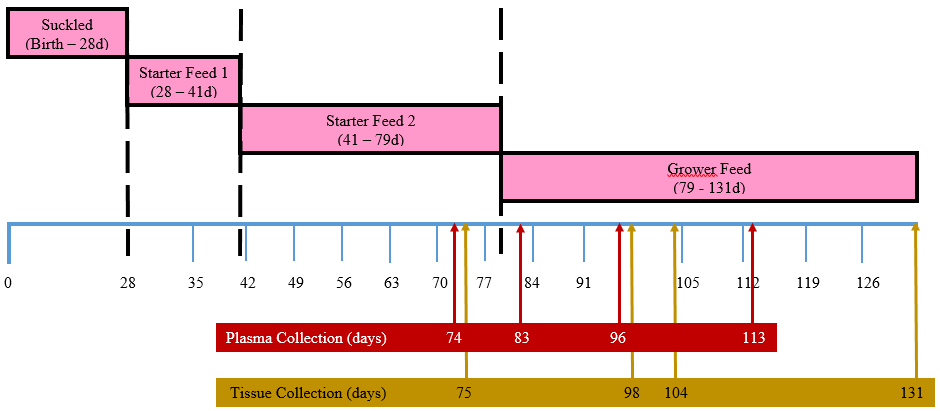 Suckled
(Birth – 28d)
Starter Feed 1
(28 – 41d)
Starter Feed 2
(41 – 79d)
Grower Feed
(79 - 131d)
0 28 35 42 49 56 63 70 77 84 91 105 112 119 126
Plasma Collection (days) 74 83 96 113
Tissue Collection (days) 75 98 104 131